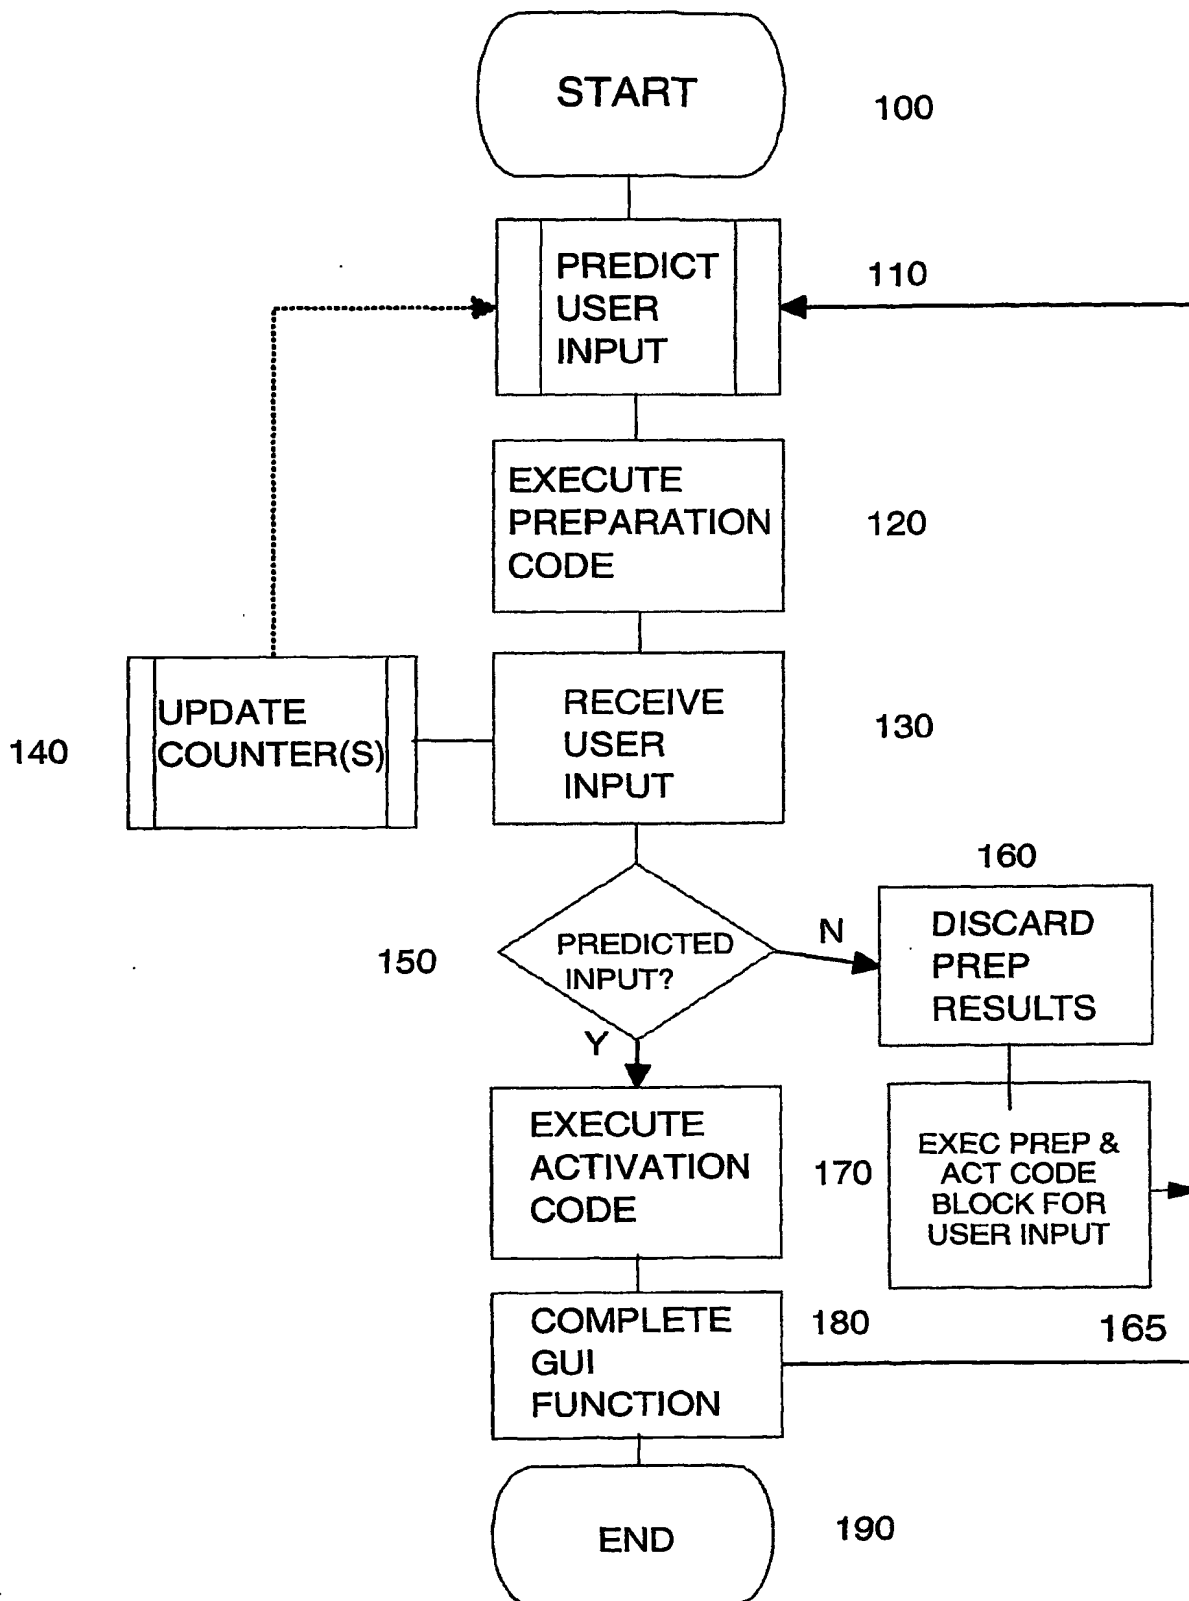 START
100
PREDICT
USER
INPUT
110
EXECUTE
PREPARATION
CODE
120
RECEIVE
USER
INPUT
130
UPDATE
COUNTER(S)
140
PREDICTED
INPUT?
150
N
Y
160
DISCARD
PREP
RESULTS
EXECUTE
ACTIVATION
CODE
170
EXEC PREP &
ACT CODE
BLOCK FOR
USER INPUT
165
COMPLETE
GUI
FUNCTION
180
END
190